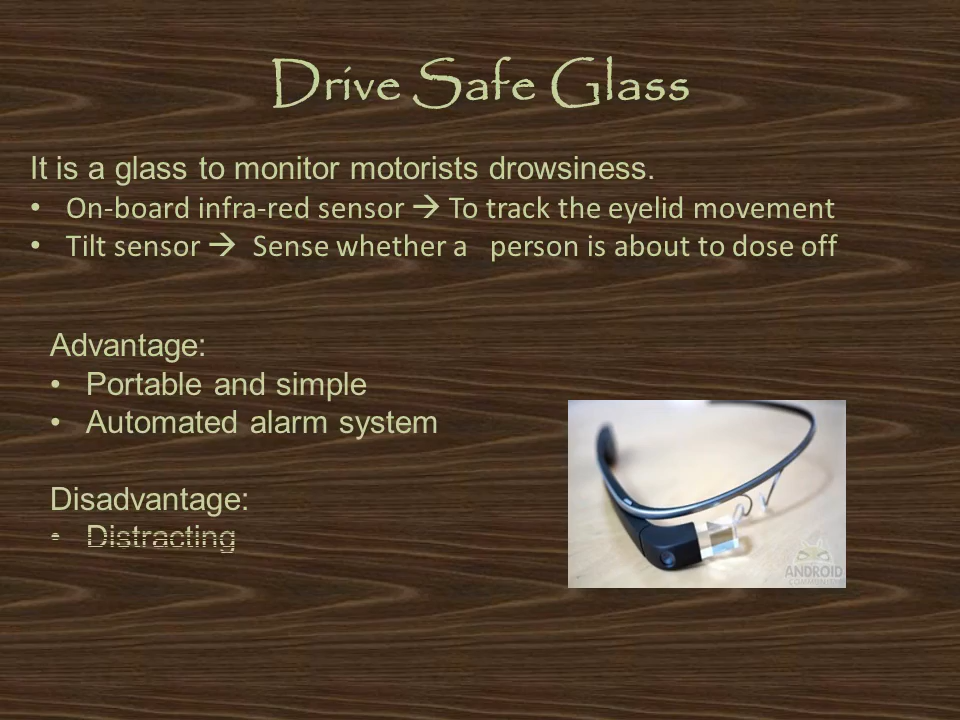 Drive Safe Glass
It is a glass to monitor motorists drowsiness.
• On-board infra-red sensor → To track the eyelid movement
• Tilt sensor → Sense whether a person is about to dose off
Advantage:
• Portable and simple
• Automated alarm system
Disadvantage:
• Distracting
ANDROID
COMMUNITY